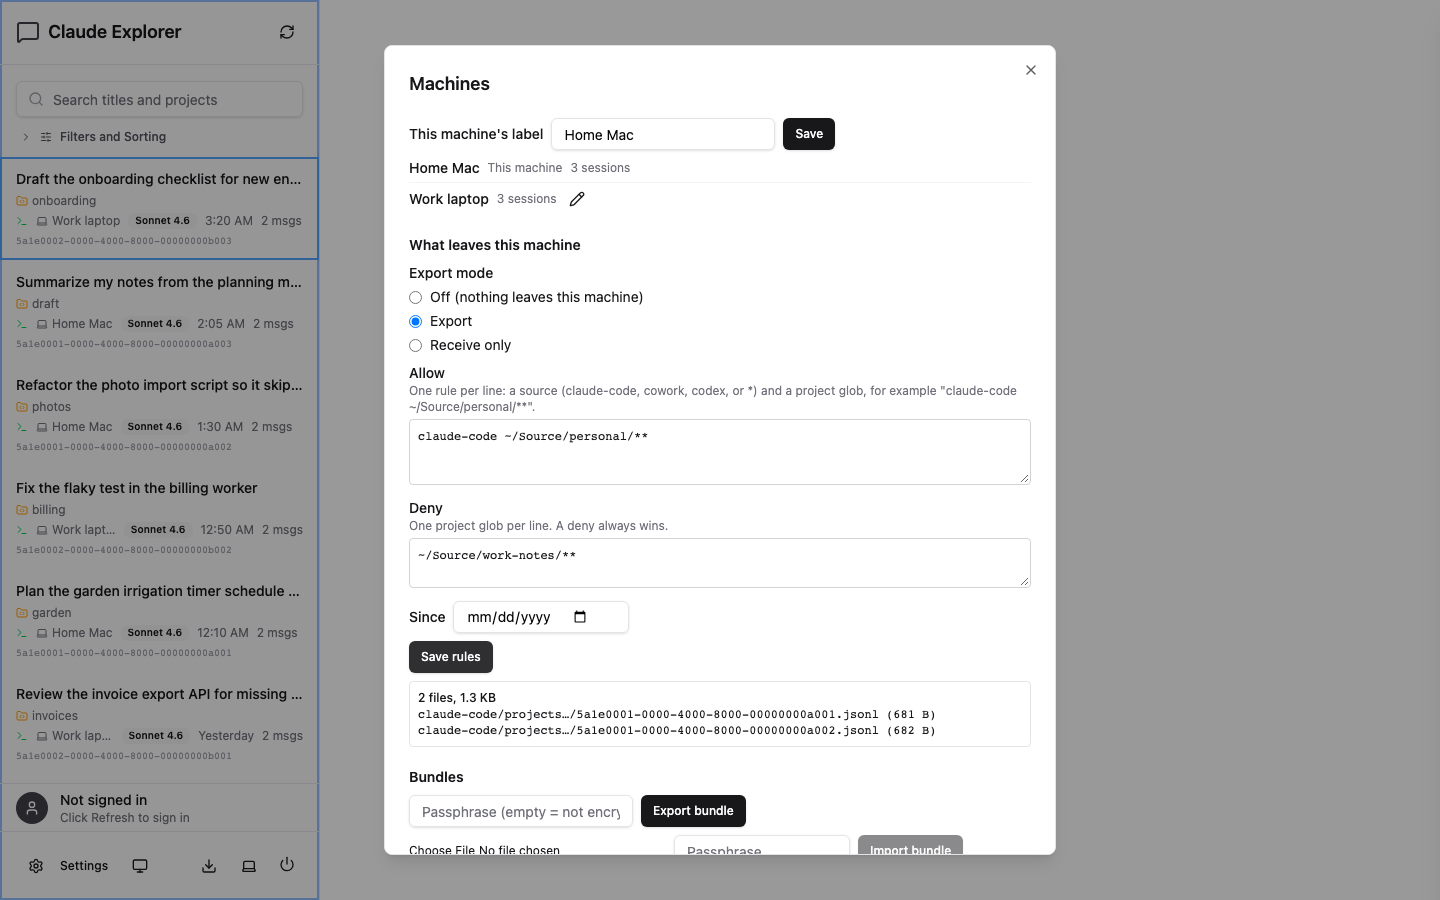 Claude Explorer
Search titles and projects
Filters and Sorting
Draft the onboarding checklist for new en...
onboarding
Work laptop Sonnet 4.6 3:20 AM 2 msgs
5a1e0002-0000-4000-8000-00000000b003
Summarize my notes from the planning m...
draft
Home Mac Sonnet 4.6 2:05 AM 2 msgs
5a1e0001-0000-4000-8000-00000000a003
Refactor the photo import script so it skip...
photos
Home Mac Sonnet 4.6 1:30 AM 2 msgs
5a1e0001-0000-4000-8000-00000000a002
Fix the flaky test in the billing worker
billing
Work lapt... Sonnet 4.6 12:50 AM 2 msgs
5a1e0002-0000-4000-8000-00000000b002
Plan the garden irrigation timer schedule ...
garden
Home Mac Sonnet 4.6 12:10 AM 2 msgs
5a1e0001-0000-4000-8000-00000000a001
Review the invoice export API for missing ...
invoices
Work lap... Sonnet 4.6 Yesterday 2 msgs
5a1e0002-0000-4000-8000-00000000b001
Not signed in
Click Refresh to sign in
Settings
Machines
This machine's label Home Mac Save
Home Mac This machine 3 sessions
Work laptop 3 sessions
What leaves this machine
Export mode
Off (nothing leaves this machine)
Export
Receive only
Allow
One rule per line: a source (claude-code, cowork, codex, or *) and a project glob, for example "claude-code
~/Source/personal/**".
claude-code ~/Source/personal/**
Deny
One project glob per line. A deny always wins.
~/Source/work-notes/**
Since mm/dd/yyyy
Save rules
2 files, 1.3 KB
claude-code/projects…/5a1e0001-0000-4000-8000-00000000a001.jsonl (681 B)
claude-code/projects…/5a1e0001-0000-4000-8000-00000000a002.jsonl (682 B)
Bundles
Passphrase (empty = not encry Export bundle
Choose File No file chosen Passphrase Import bundle